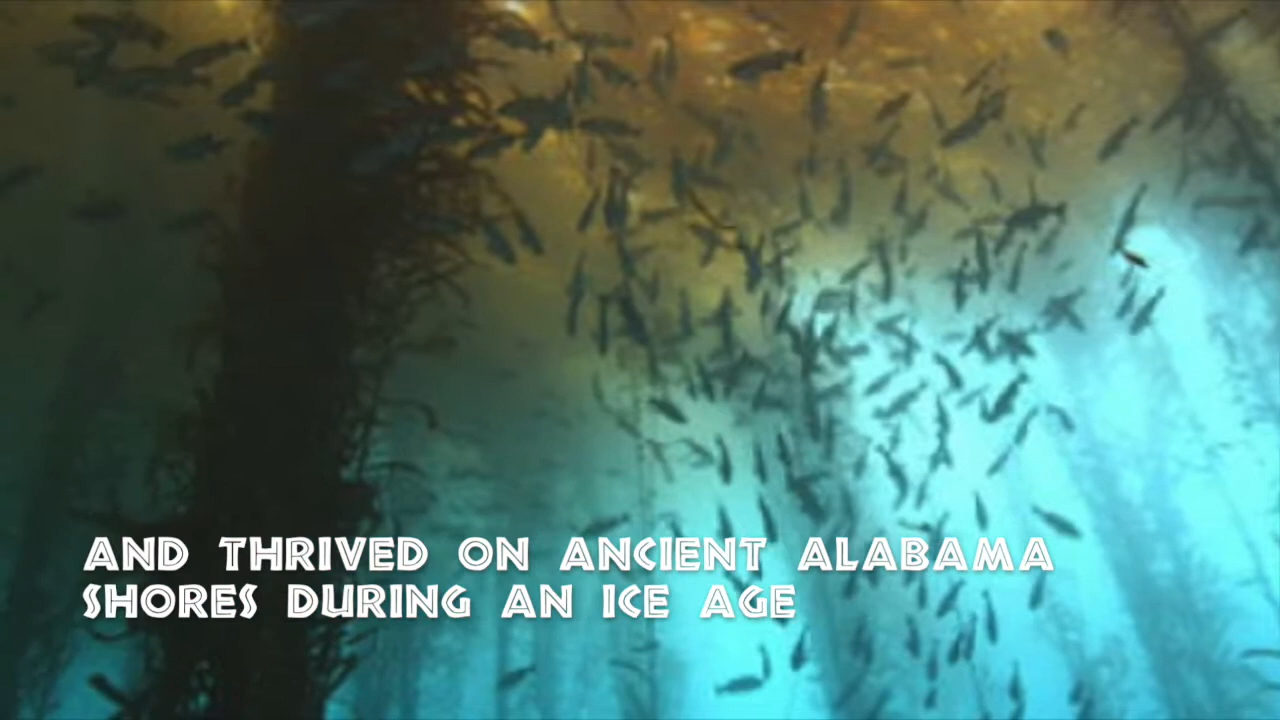 AND THRIVED ON ANCIENT ALABAMA
SHORES DURING AN ICE AGE